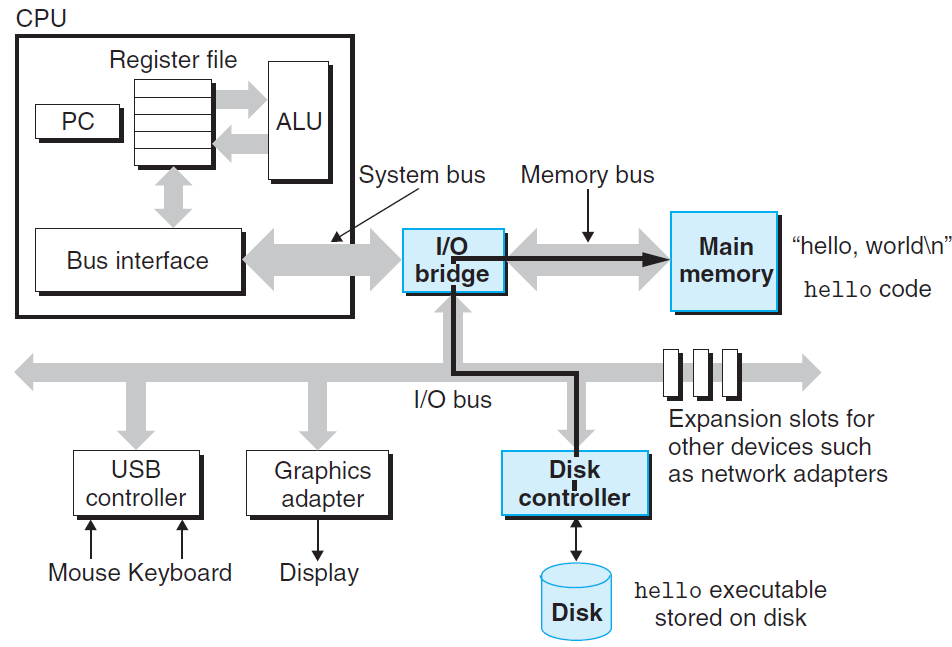 CPU
Register file
PC
ALU
System bus
Memory bus
Bus interface
I/O
bridge
Main
memory
“hello, world\n”
hello code
I/O bus
Expansion slots for
other devices such
as network adapters
USB
controller
Graphics
adapter
Disk
controller
Mouse Keyboard
Display
Disk
hello executable
stored on disk